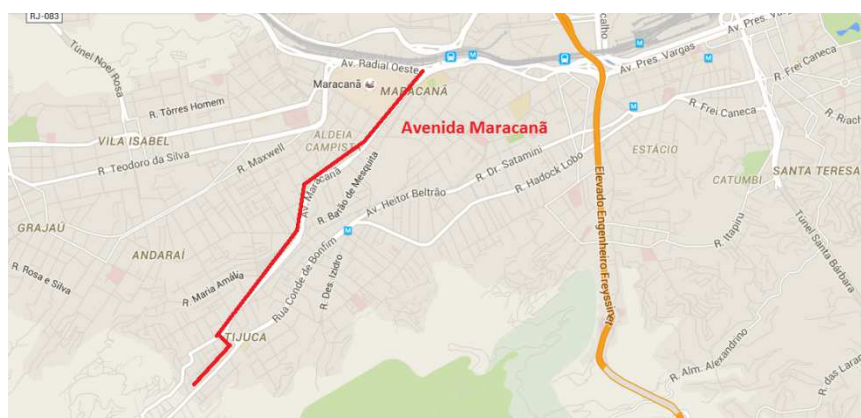 RJ-083
Túnel Noel Rosa
Av. Radial Oeste
Maracanã
MARACANÃ
R. Tôrres Homem
Avenida Maracanã
ALDEIA
CAMPISTA
VILA ISABEL
R. Teodoro da Silva
R. Maxwell
Av. Maracanã
R. Barão de Mesquita
Av. Heitor Beltrão
R. Dr. Satamini
R. Hadock Lobo
Av. Pres. Vargas
Av. Pres. Vargas
R. Frei Caneca
R. Frei Caneca
R. Riach
ESTÁCIO
CATUMBI
SANTA TERESA
R. Itapiru
Túnel Santa Bárbara
Elevado Engenheiro Freyssinet
GRAJAÚ
ANDARAÍ
R. Rosa e Silva
R. Maria Amália
Rua Conde de Bonfim
R. Des. Izidro
TIJUCA
R. Alm. Alexandrino
R. das Laran
calho